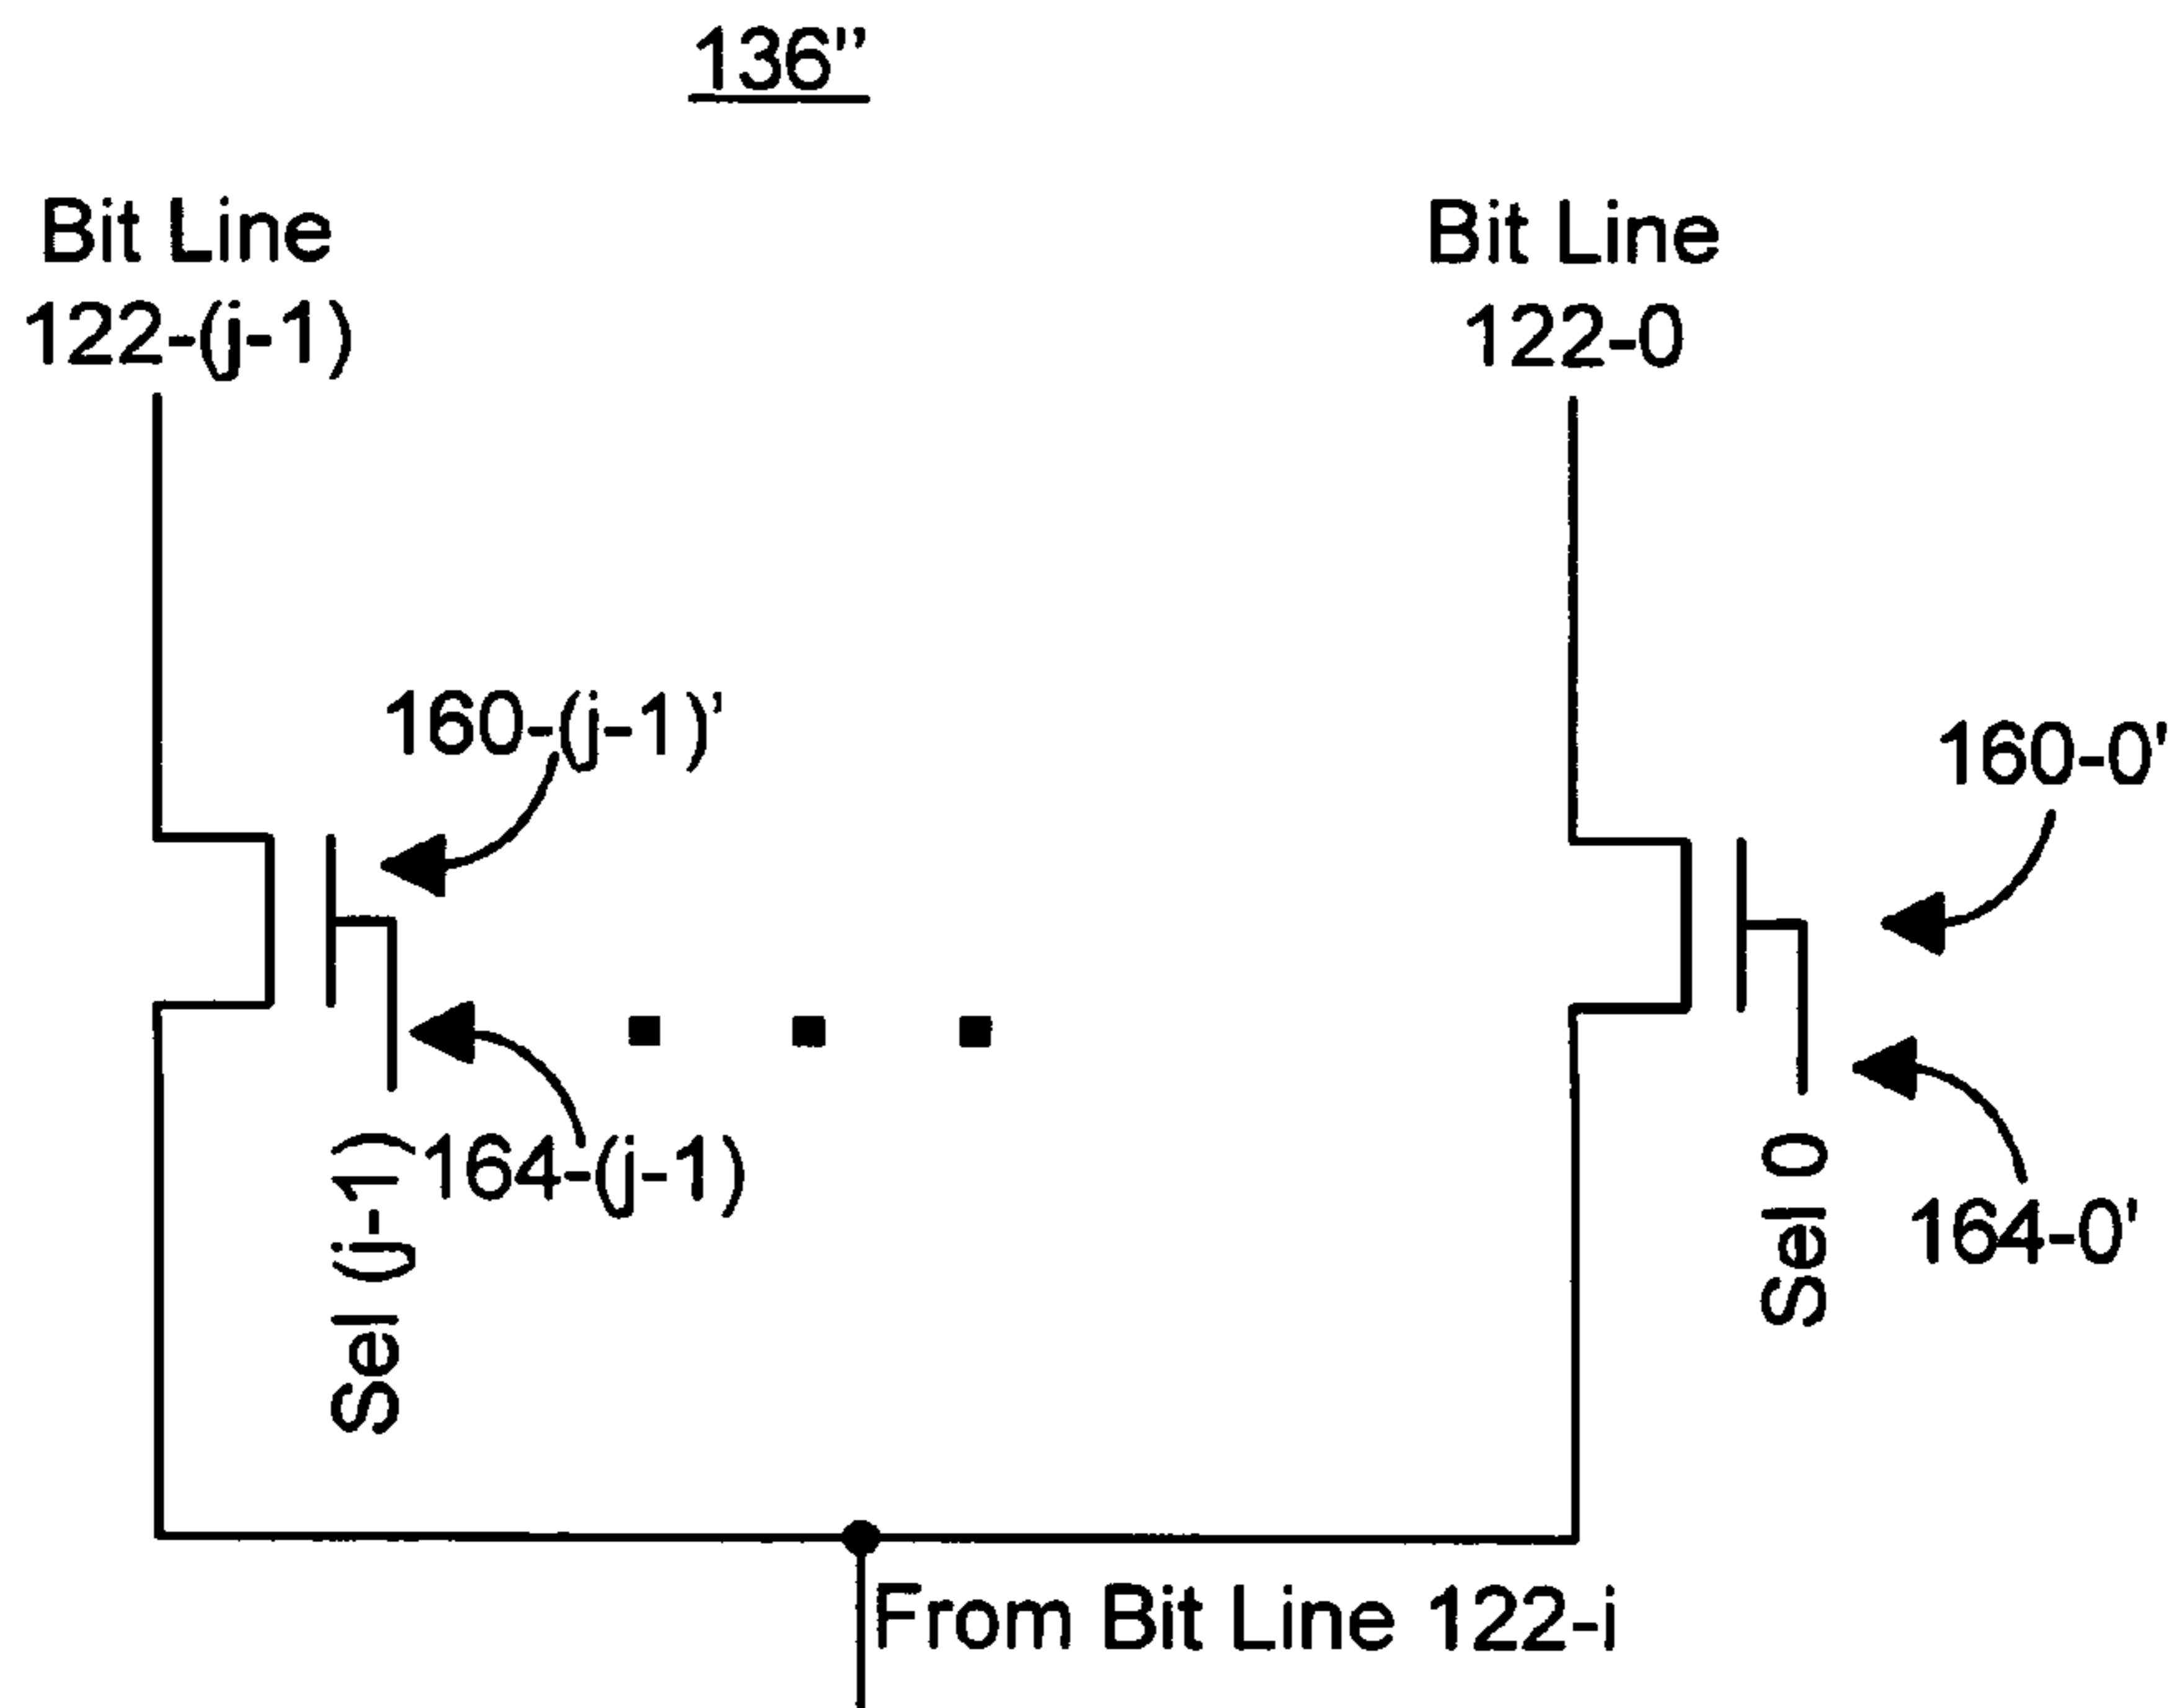 136"
Bit Line
122-(j-1)
Bit Line
122-0
160-(j-1)'
160-0'
164-(j-1)
164-0'
Sel (j-1)
Sel 0
From Bit Line 122-i